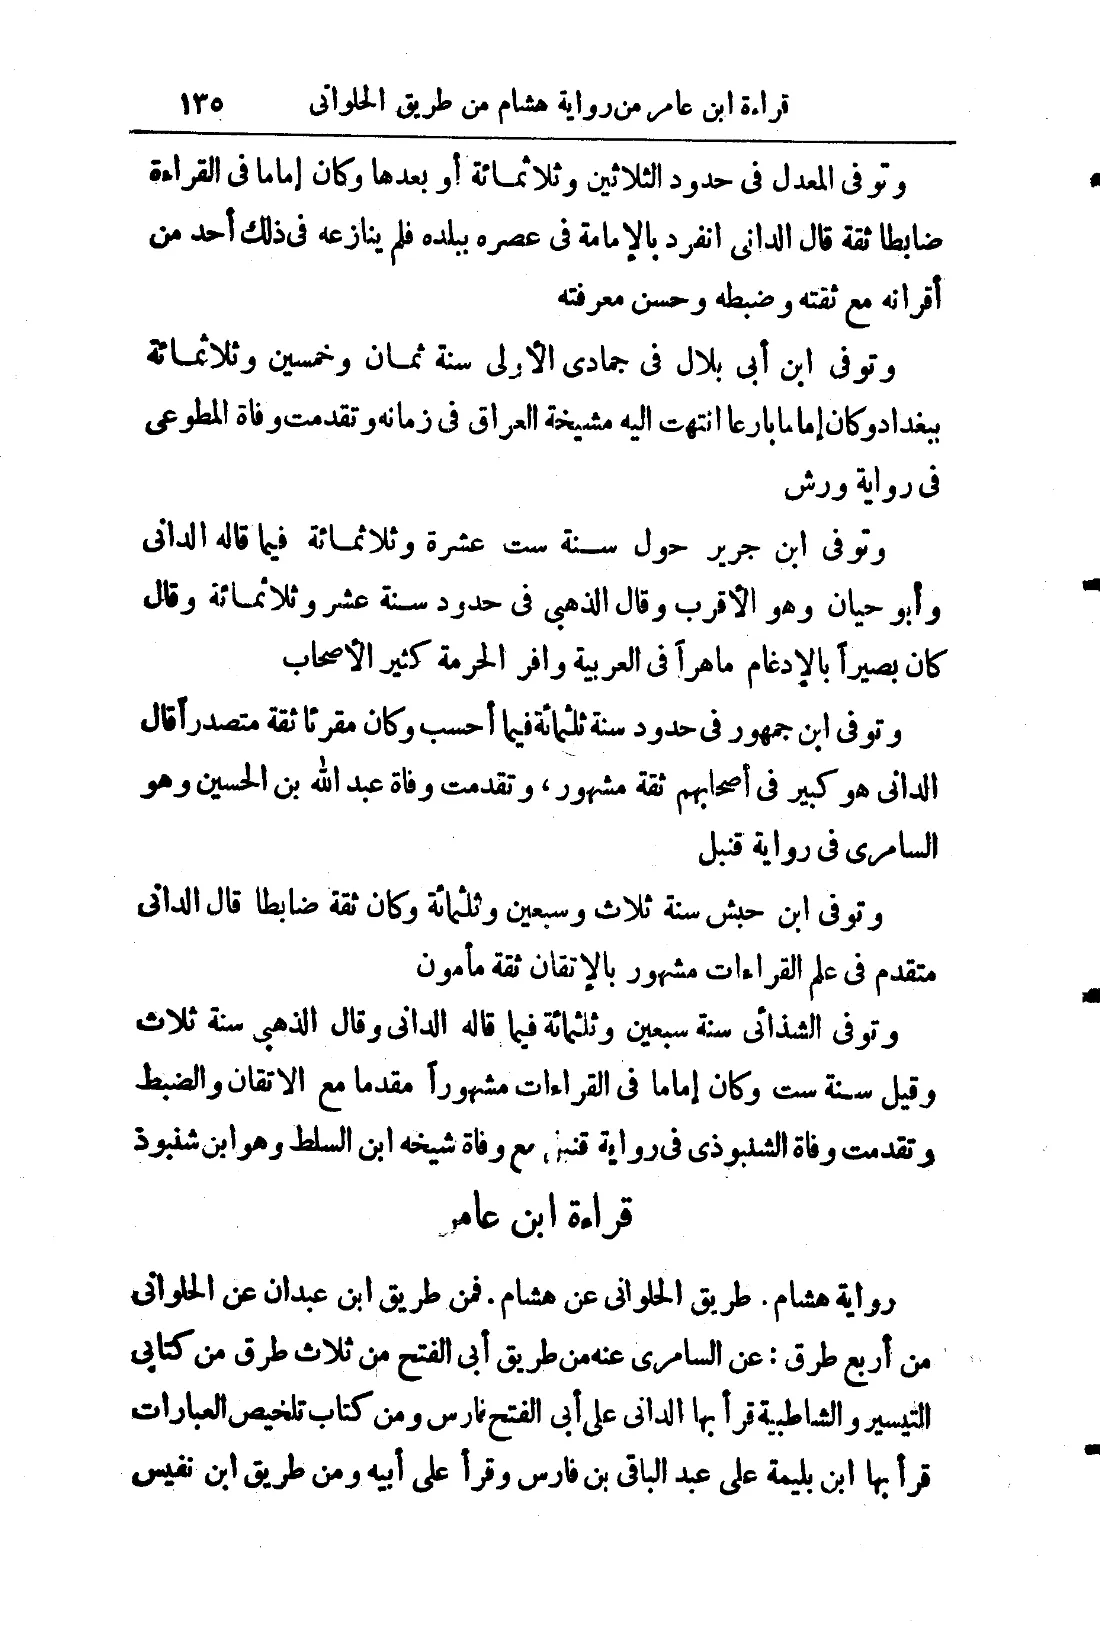 قراءة ابن عامر من رواية هشام من طريق الحلوانى ١٣٥
وتوفى المعدل فى حدود الثلاثين وثلاثمائة أو بعدها وكان إماما فى القراءة
ضابطا ثقة قال الدانى انفرد بالإمامة فى عصره ببلده فلم ينازعه فى ذلك أحد من
أقرانه مع ثقته وضبطه وحسن معرفته
وتوفى ابن أبى بلال فى جمادى الأولى سنة ثمان وخمسين وثلاثمائة
ببغداد وكان إماما بارعا انتهت اليه مشيخة العراق فى زمانه وتقدمت وفاة المطوعى
فى رواية ورش
وتوفى ابن جرير حول سنة ست عشرة وثلاثمائة فيما قاله الدانى
وأبو حيان وهو الأقرب وقال الذهبى فى حدود سنة عشر وثلاثمائة وقال
كان بصيراً بالإدغام ماهراً فى العربية وافر الحرمة كثير الأصحاب
وتوفى ابن جمهور فى حدود سنة ثلثمائة فيما أحسب وكان مقرئا ثقة متصدراً قال
الدانى هو كبير فى أصحابهم ثقة مشهور، وتقدمت وفاة عبد الله بن الحسين وهو
السامرى فى رواية قنبل
وتوفى ابن حبش سنة ثلاث وسبعين وثلثمائة وكان ثقة ضابطا قال الدانى
متقدم فى علم القراءات مشهور بالإتقان ثقة مأمون
وتوفى الشذائى سنة سبعين وثلثمائة فيما قاله الدانى وقال الذهبى سنة ثلاث
وقيل سنة ست وكان إماما فى القراءات مشهوراً مقدما مع الاتقان والضبط
وتقدمت وفاة الشنبوذى فى رواية قنبل مع وفاة شيخه ابن السلط وهو ابن شنبوذ
قراءة ابن عامر
رواية هشام. طريق الحلوانى عن هشام. فمن طريق ابن عبدان عن الحلوانى
من أربع طرق: عن السامرى عنه من طريق أبى الفتح من ثلاث طرق من كتابى
التيسير والشاطبية قرأ بها الدانى على أبى الفتح فارس ومن كتاب تلخيص العبارات
قرأ بها ابن بليمة على عبد الباقى بن فارس وقرأ على أبيه ومن طريق ابن نفيس